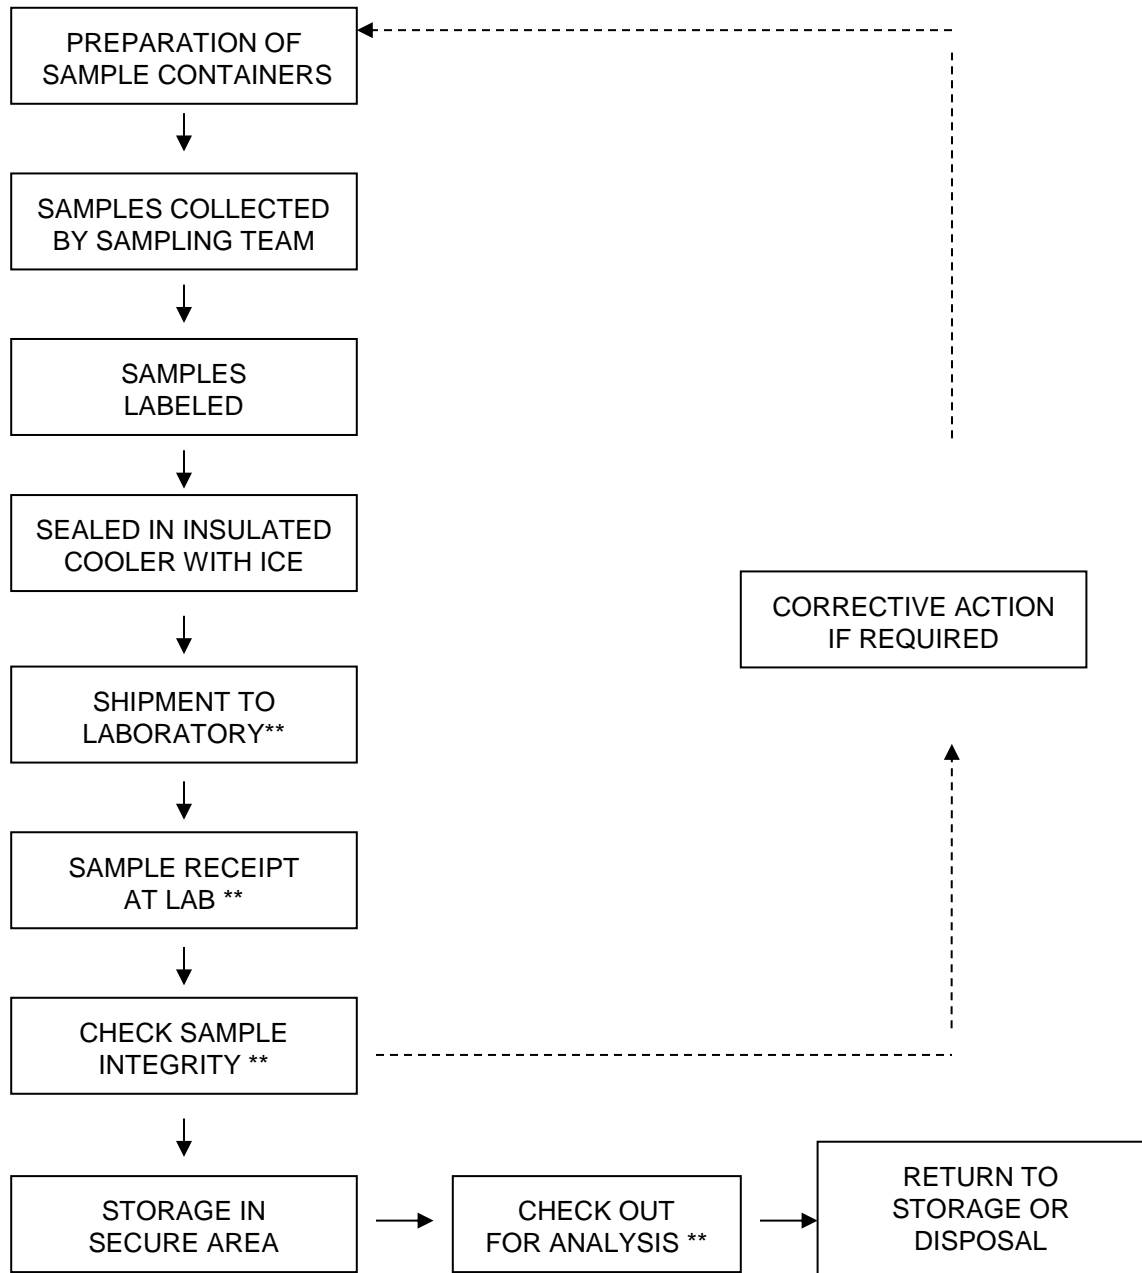 PREPARATION OF
SAMPLE CONTAINERS
SAMPLES COLLECTED
BY SAMPLING TEAM
SAMPLES
LABELED
SEALED IN INSULATED
COOLER WITH ICE
CORRECTIVE ACTION
IF REQUIRED
SHIPMENT TO
LABORATORY**
SAMPLE RECEIPT
AT LAB **
CHECK SAMPLE
INTEGRITY **
STORAGE IN
SECURE AREA
CHECK OUT
FOR ANALYSIS **
RETURN TO
STORAGE OR
DISPOSAL